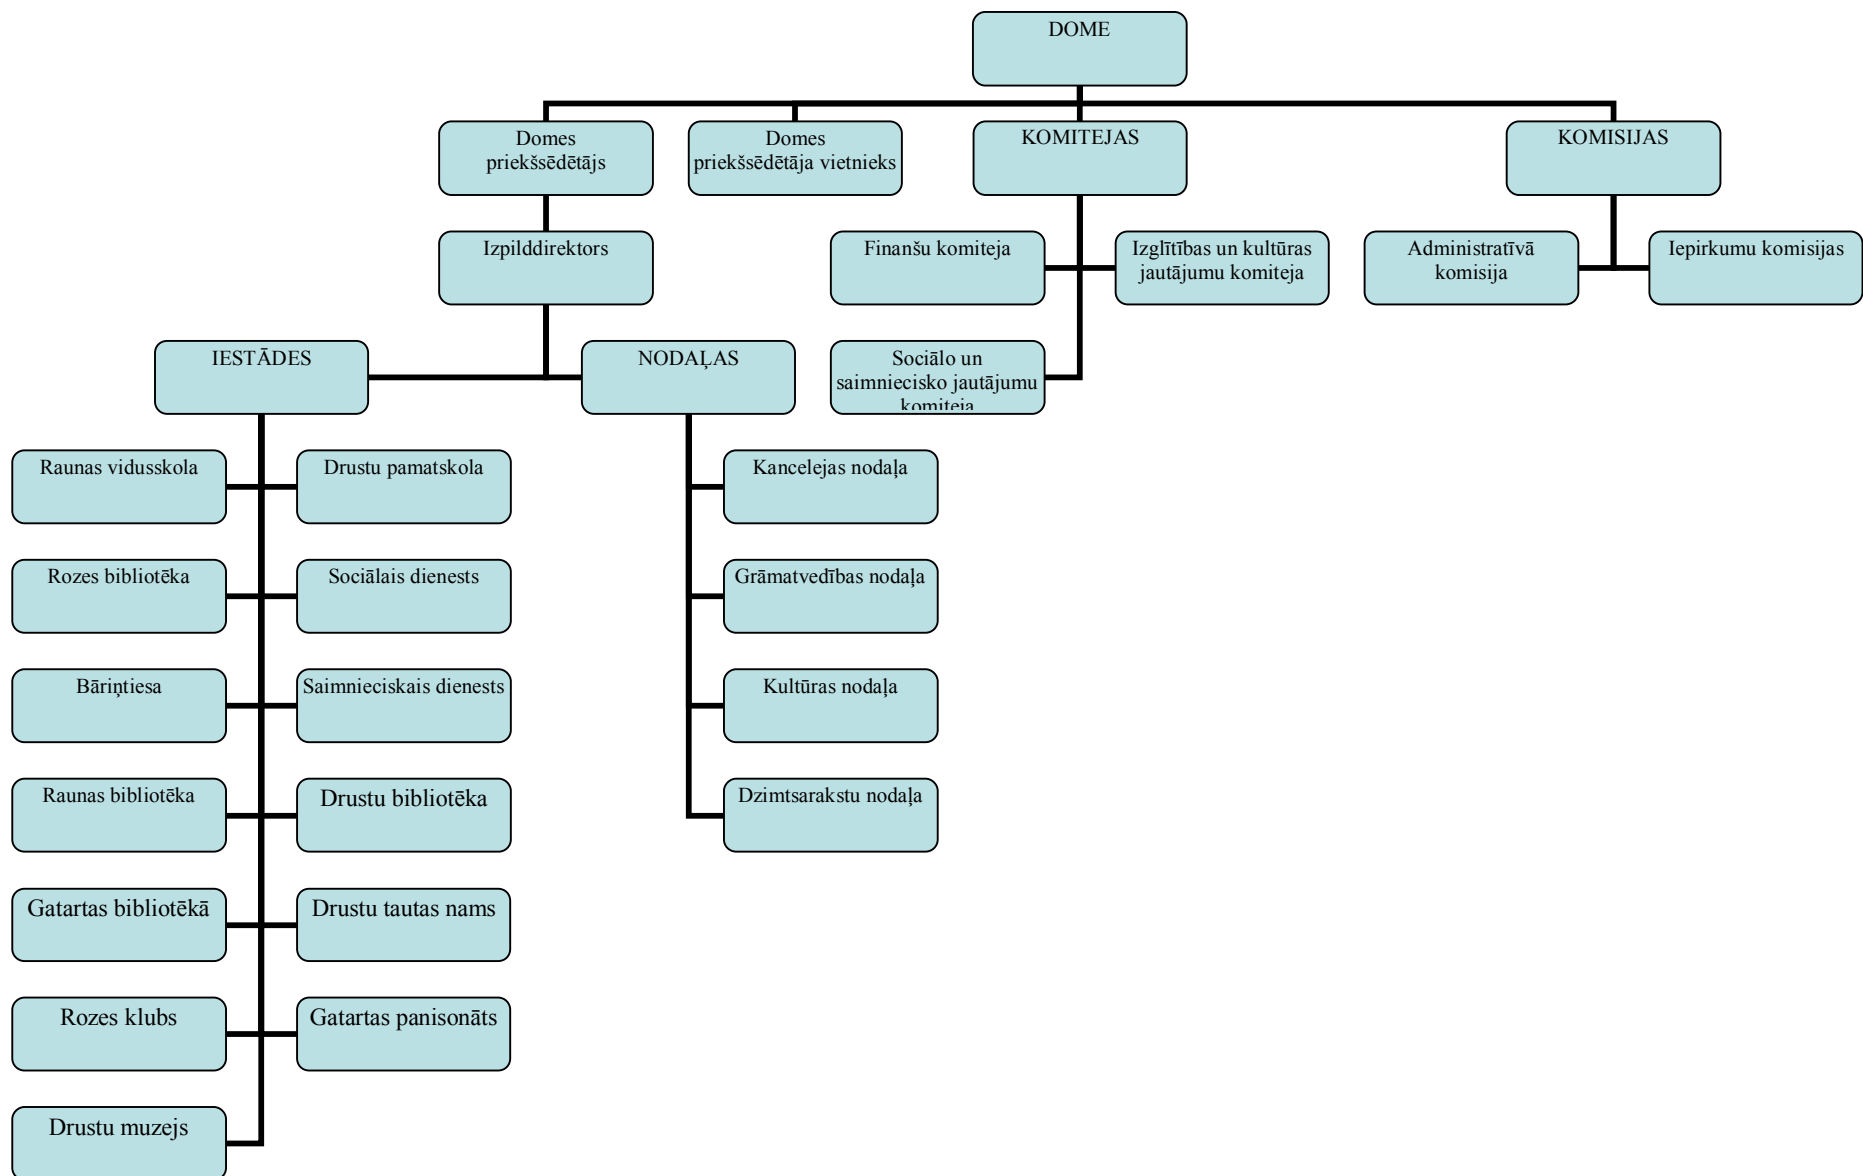 DOME
Domes
priekšsēdētājs
Domes
priekšsēdētāja vietnieks
KOMITEJAS
KOMISIJAS
Izpilddirektors
Finanšu komiteja
Izglītības un kultūras
jautājumu komiteja
Administratīvā
komisija
Iepirkumu komisijas
IESTĀDES
NODAĻAS
Sociālo un
saimniecisko jautājumu
komiteja
Raunas vidusskola
Drustu pamatskola
Kancelejas nodaļa
Rozes bibliotēka
Sociālais dienests
Grāmatvedības nodaļa
Bāriņtiesa
Saimnieciskais dienests
Kultūras nodaļa
Raunas bibliotēka
Drustu bibliotēka
Dzimtsarakstu nodaļa
Gatartas bibliotēkā
Drustu tautas nams
Rozes klubs
Gatartas panisonāts
Drustu muzejs